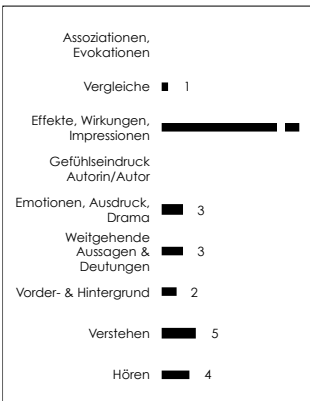 Assoziationen,
Evokationen
Vergleiche 1
Effekte, Wirkungen,
Impressionen
Gefühlseindruck
Autorin/Autor
Emotionen, Ausdruck,
Drama 3
Weitgehende
Aussagen & 3
Deutungen
Vorder- & Hintergrund 2
Verstehen 5
Hören 4